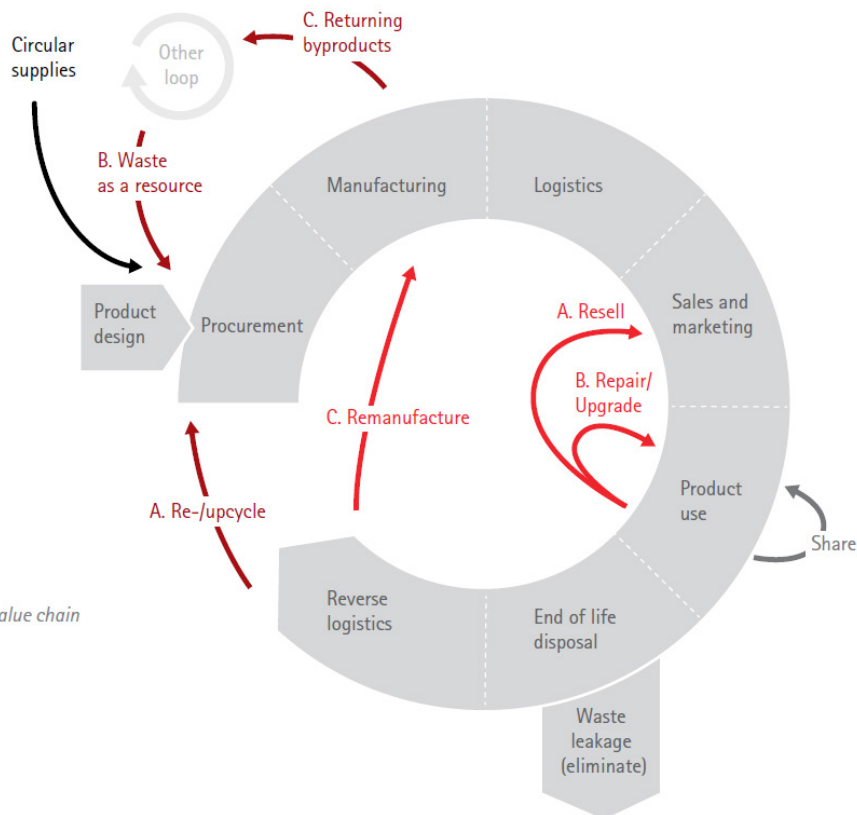 C. Returning
byproducts
Circular
supplies
Other
loop
B. Waste
as a resource
Manufacturing
Logistics
Product
design
Procurement
Sales and
marketing
A. Resell
B. Repair/
Upgrade
C. Remanufacture
A. Re-/upcycle
Product
use
Share
Reverse
logistics
End of life
disposal
alue chain
Waste
leakage
(eliminate)